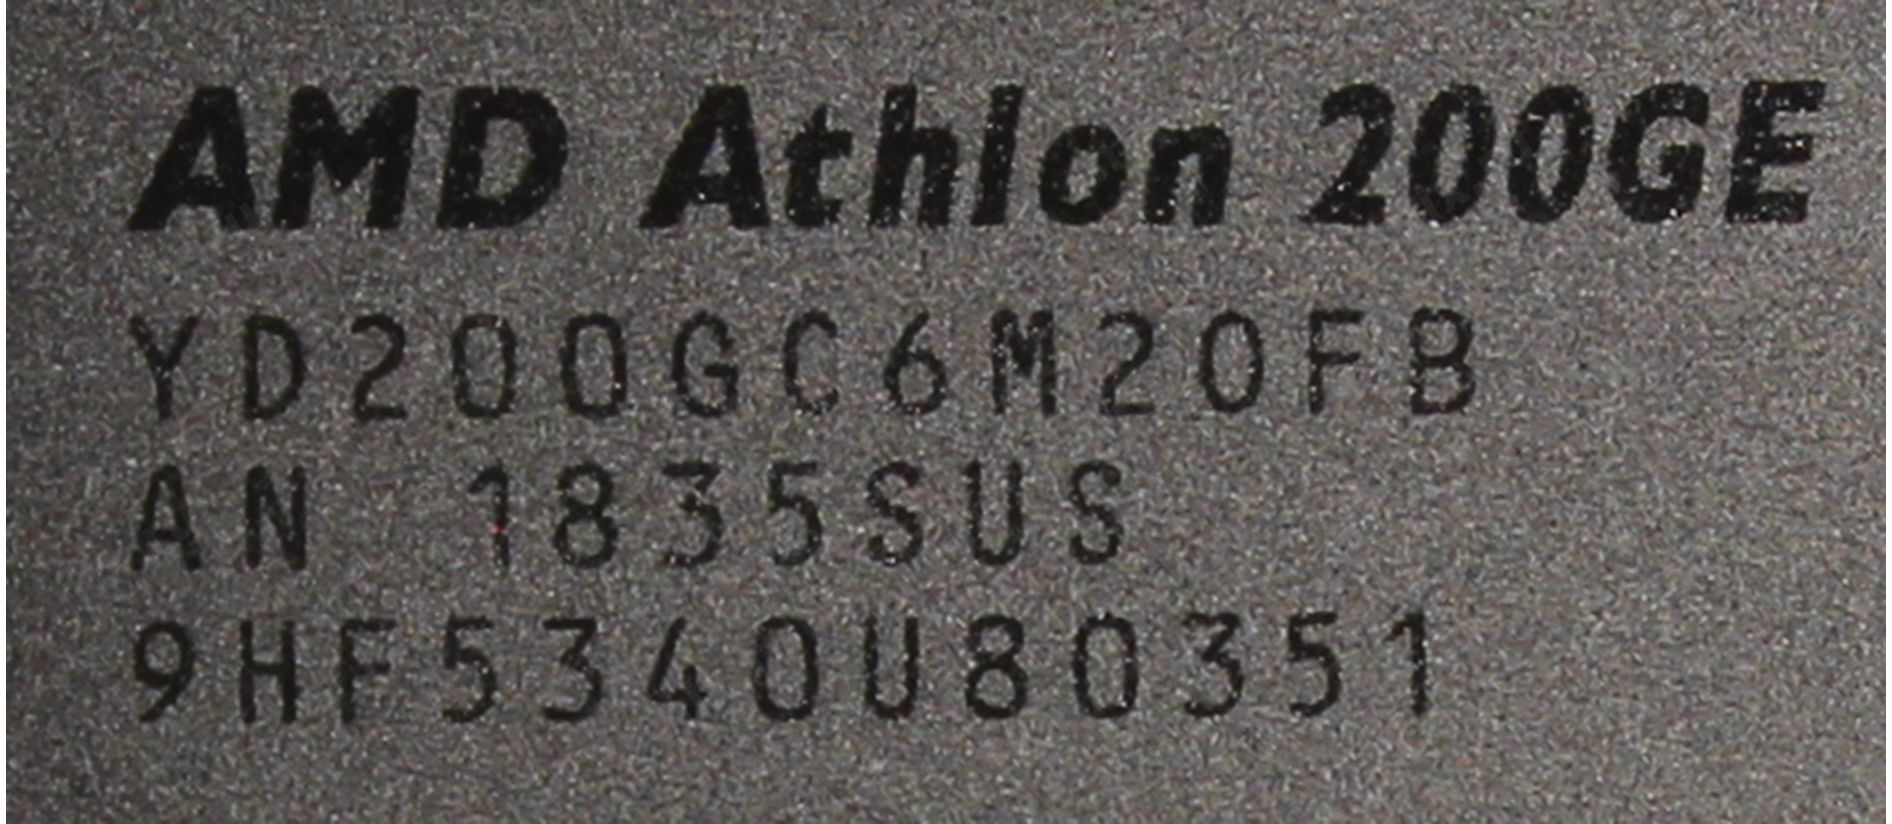 AMD Athlon 200GE
YD200GC6M20FB
AN 1835SUS
9HF5340U80351